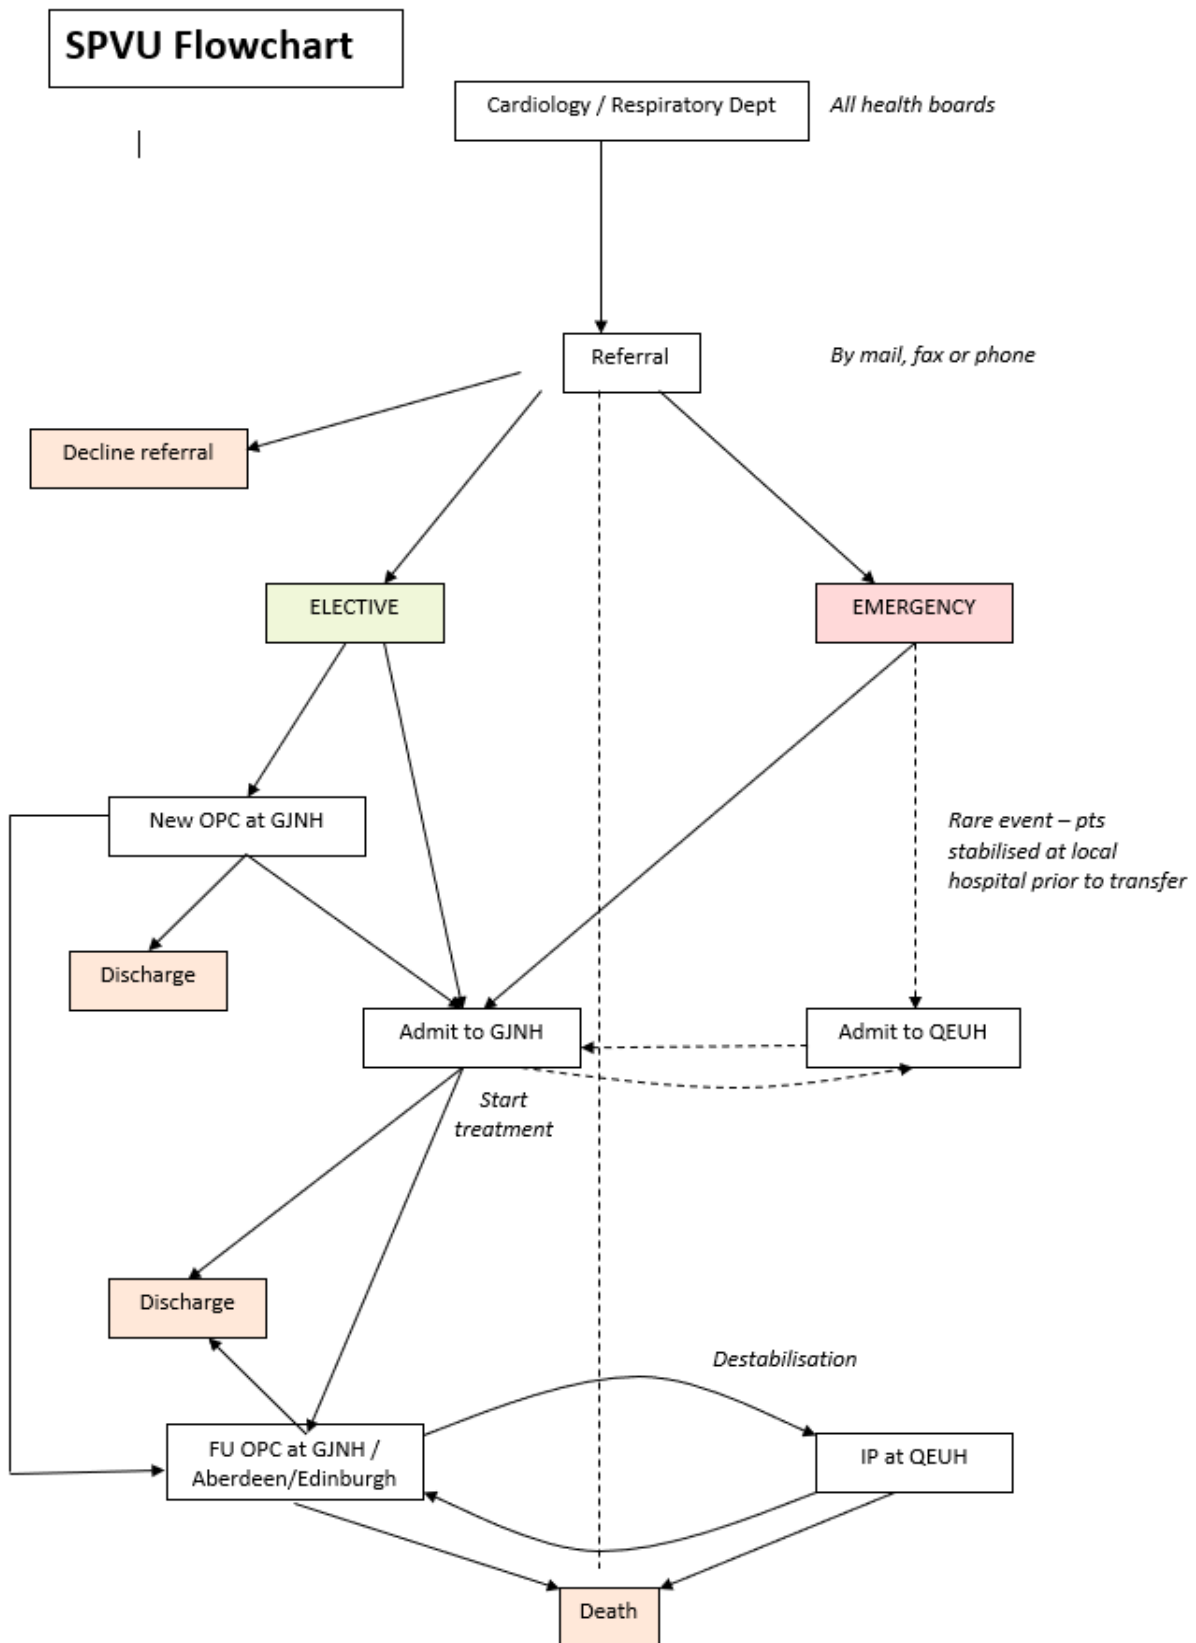 SPVU Flowchart
Cardiology / Respiratory Dept
All health boards
Referral
By mail, fax or phone
Decline referral
ELECTIVE
EMERGENCY
New OPC at GJNH
Rare event – pts
stabilised at local
hospital prior to transfer
Discharge
Admit to GJNH
Admit to QEUH
Start
treatment
Discharge
Destabilisation
FU OPC at GJNH /
Aberdeen/Edinburgh
IP at QEUH
Death